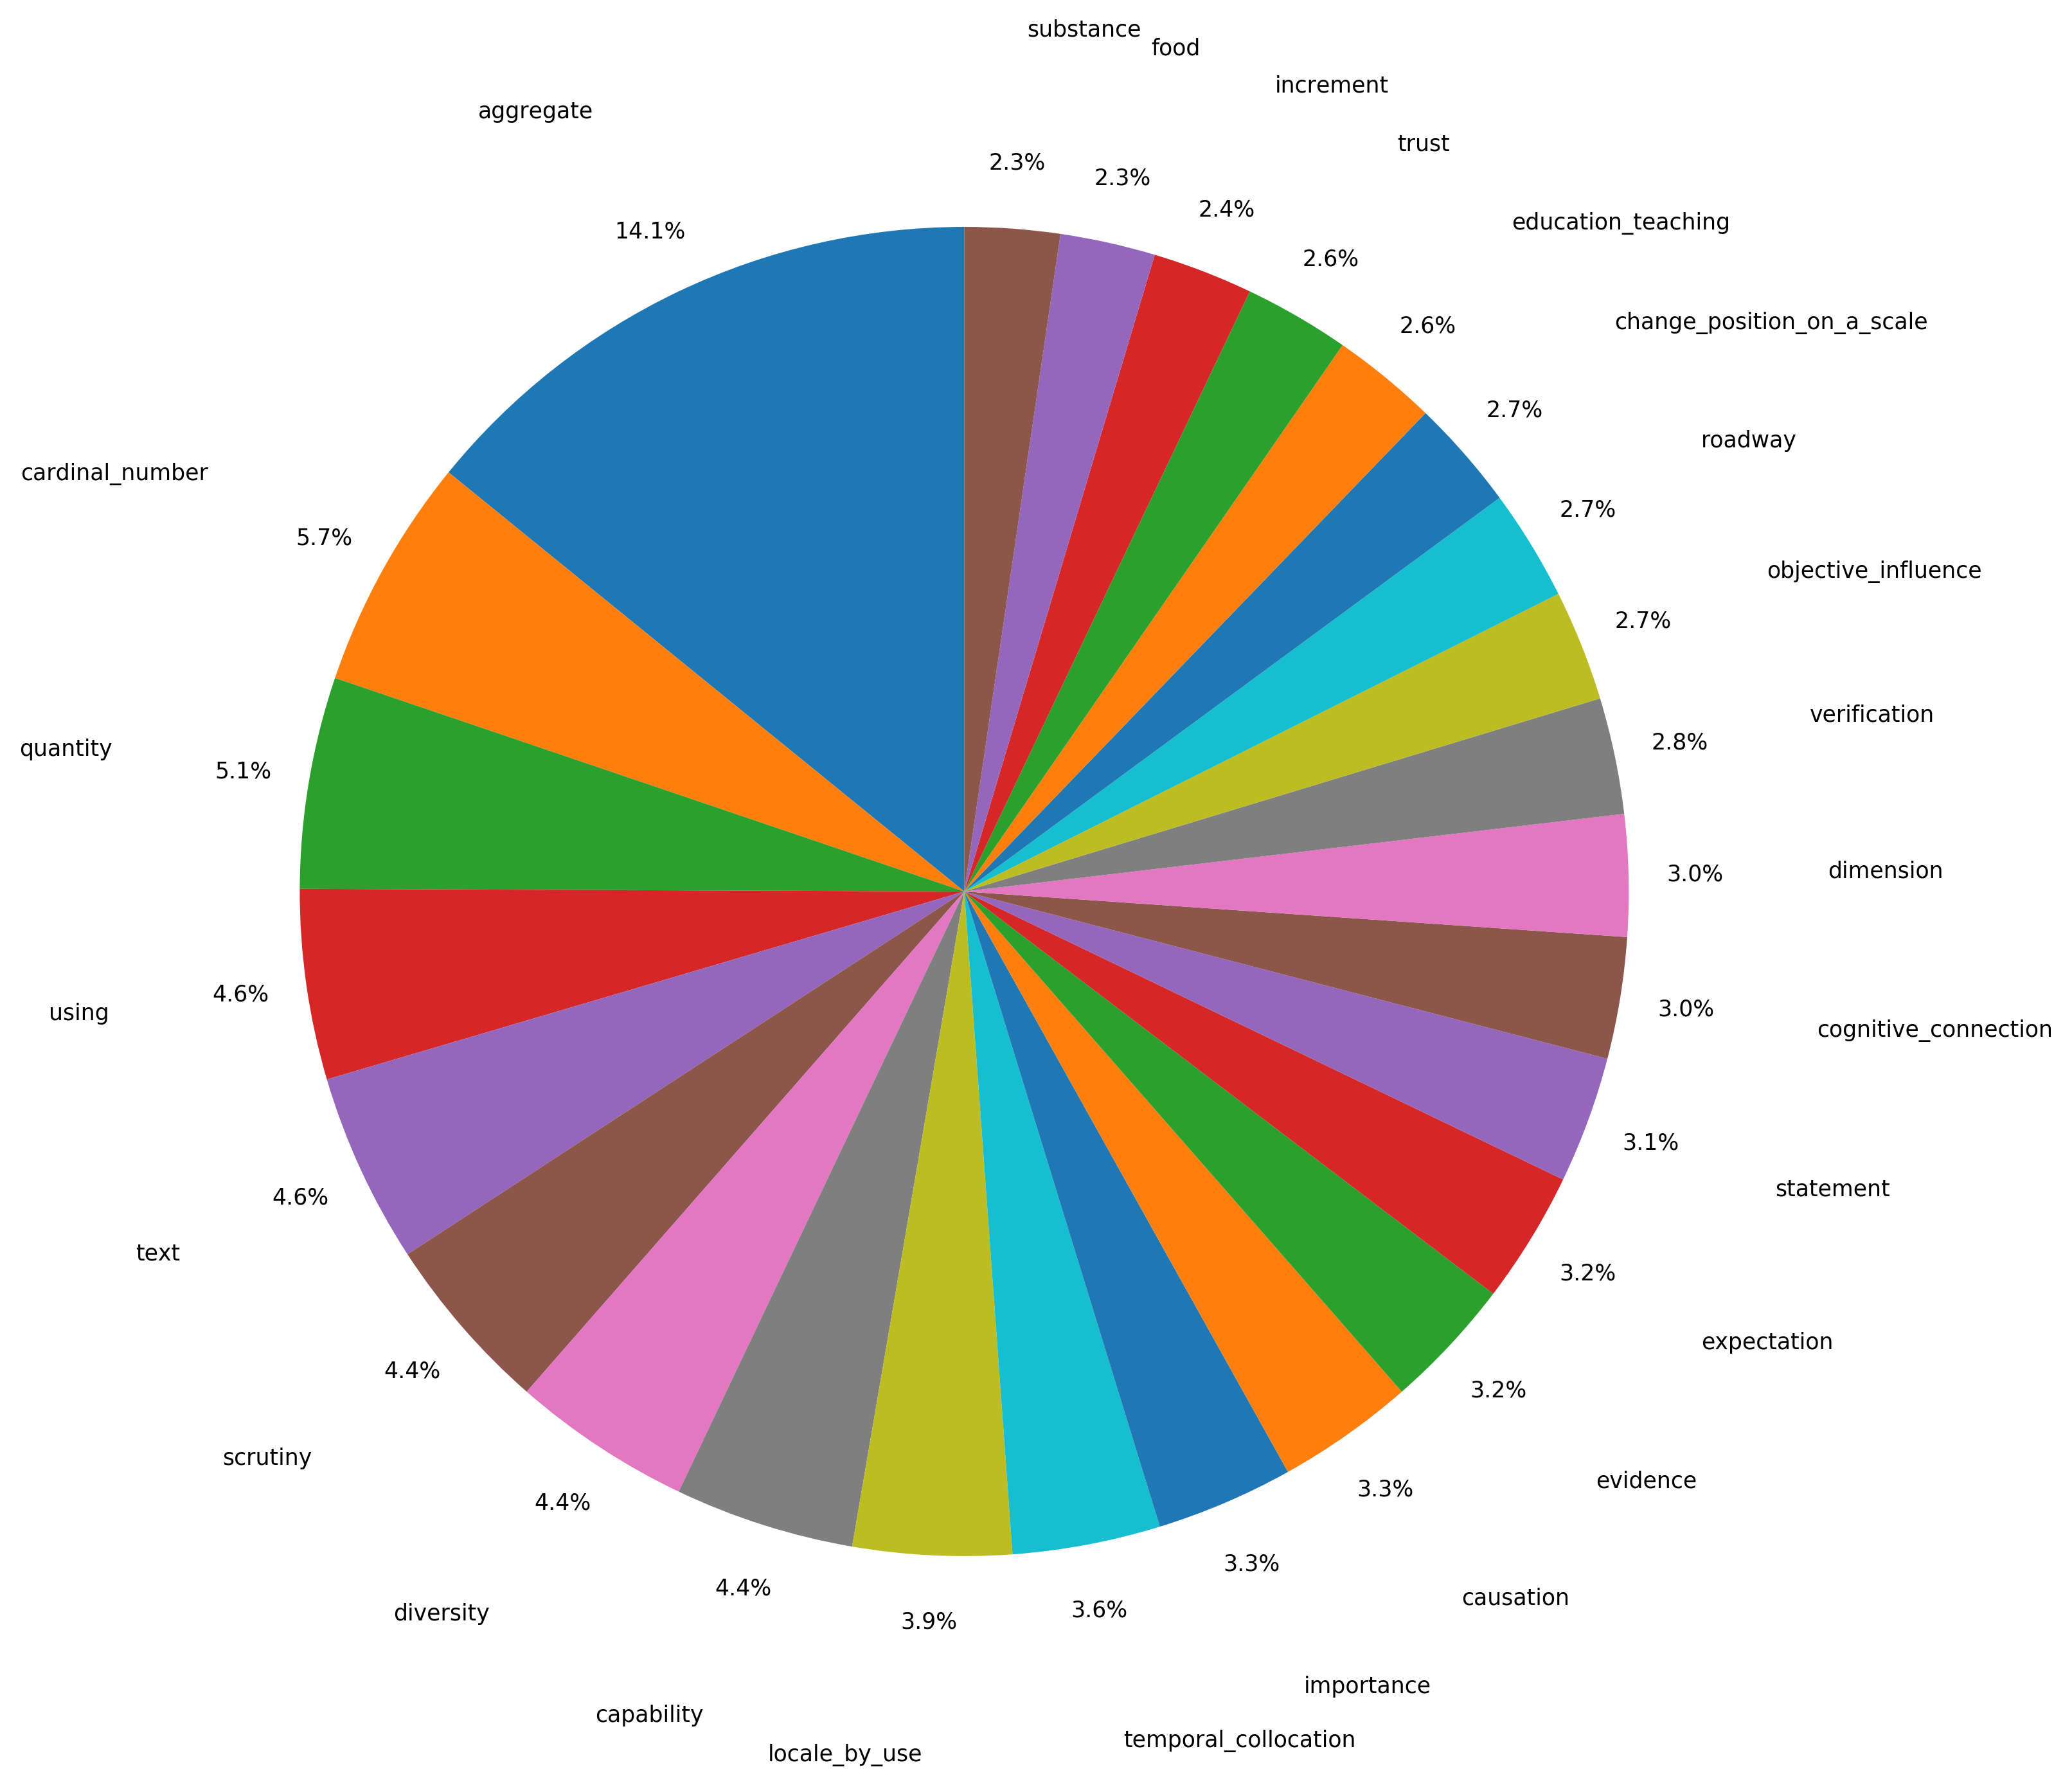 substance
food
increment
aggregate
trust
2.3%
2.3%
2.4%
education_teaching
14.1%
2.6%
change_position_on_a_scale
2.6%
2.7%
roadway
cardinal_number
2.7%
5.7%
objective_influence
2.7%
verification
2.8%
quantity
5.1%
dimension
3.0%
4.6%
using
3.0%
cognitive_connection
3.1%
statement
4.6%
text
3.2%
expectation
4.4%
3.2%
scrutiny
evidence
3.3%
4.4%
3.3%
4.4%
causation
3.6%
diversity
3.9%
importance
capability
temporal_collocation
locale_by_use